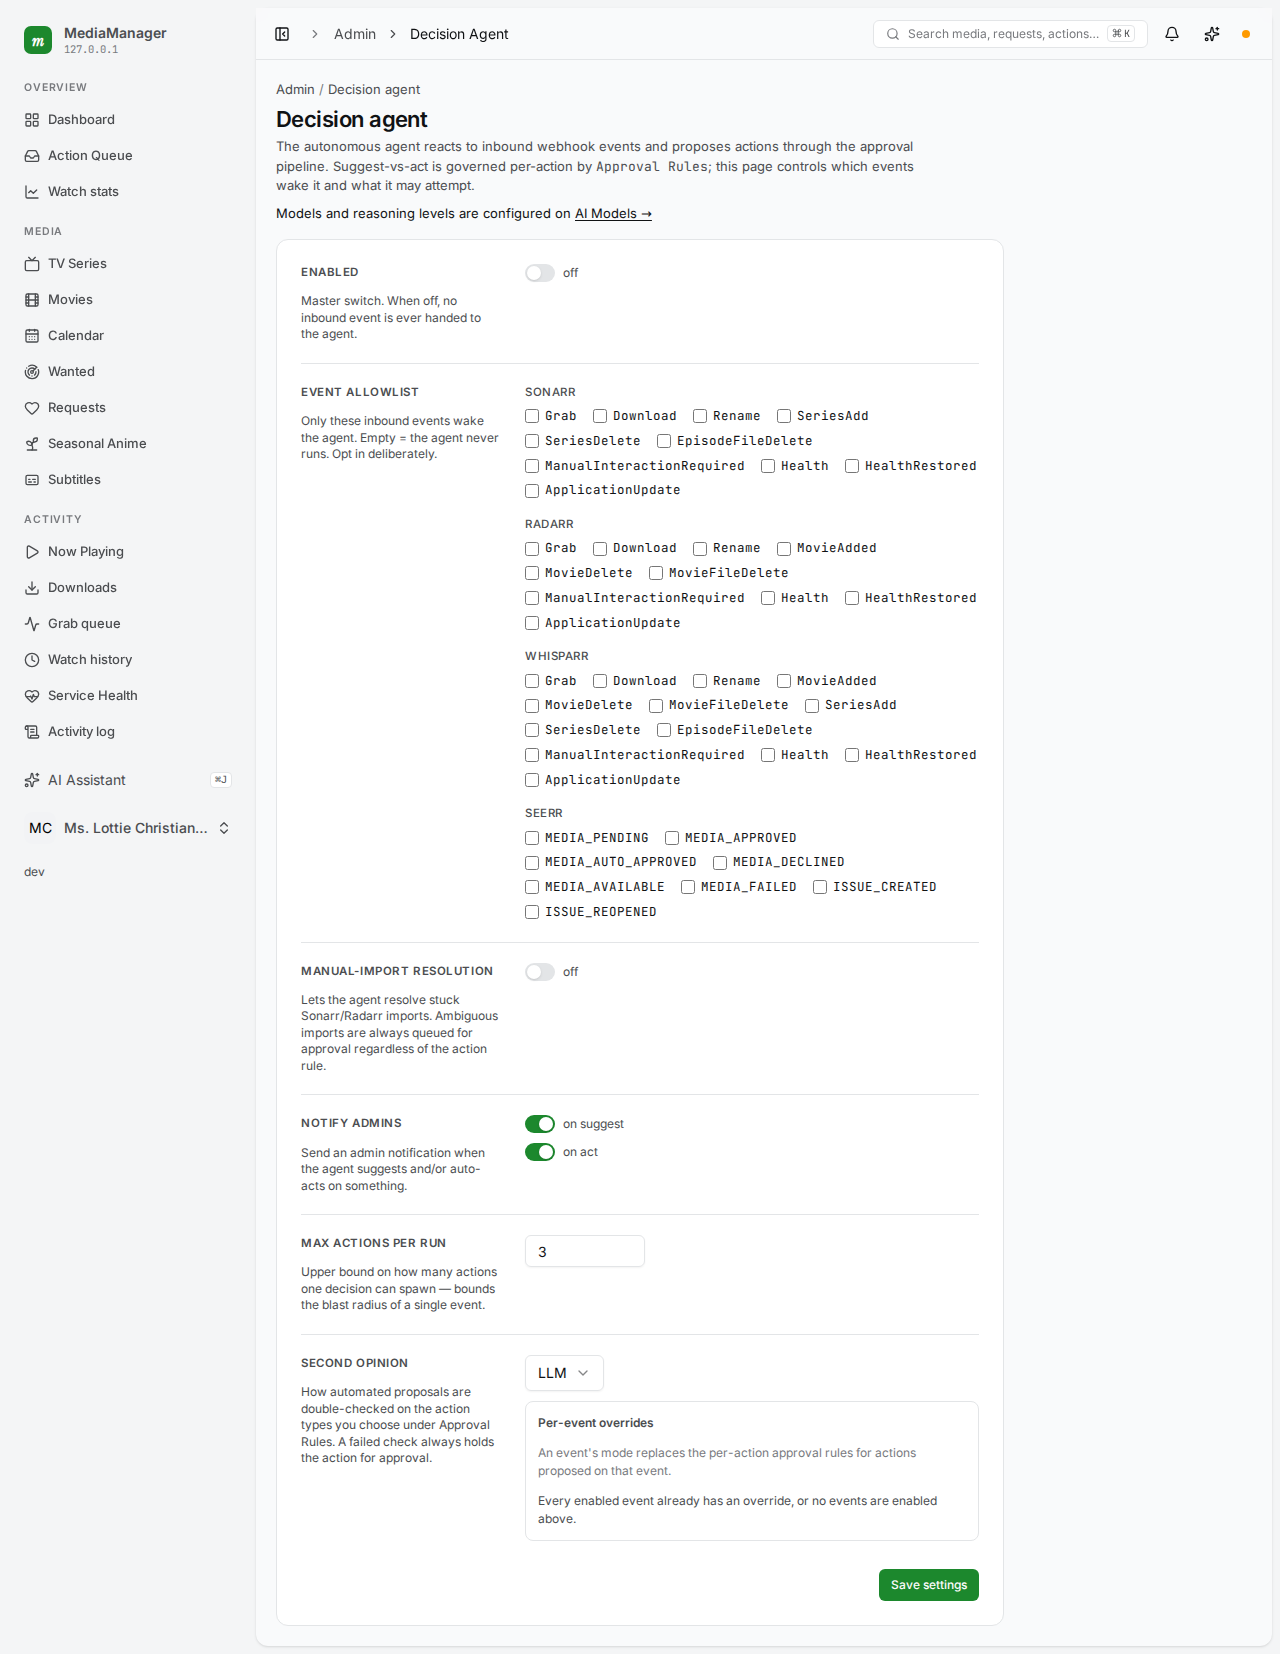 m
MediaManager
127.0.0.1
OVERVIEW
Dashboard
Action Queue
Watch stats
MEDIA
TV Series
Movies
Calendar
Wanted
Requests
Seasonal Anime
Subtitles
ACTIVITY
Now Playing
Downloads
Grab queue
Watch history
Service Health
Activity log
AI Assistant
⌘J
MC
Ms. Lottie Christian...
dev
Admin
Decision Agent
Search media, requests, actions...
⌘ K
Admin / Decision agent
Decision agent
The autonomous agent reacts to inbound webhook events and proposes actions through the approval
pipeline. Suggest-vs-act is governed per-action by Approval Rules; this page controls which events
wake it and what it may attempt.
Models and reasoning levels are configured on AI Models →
ENABLED
Master switch. When off, no
inbound event is ever handed to
the agent.
off
EVENT ALLOWLIST
Only these inbound events wake
the agent. Empty = the agent never
runs. Opt in deliberately.
SONARR
Grab Download Rename SeriesAdd
SeriesDelete EpisodeFileDelete
ManualInteractionRequired Health HealthRestored
ApplicationUpdate
RADARR
Grab Download Rename MovieAdded
MovieDelete MovieFileDelete
ManualInteractionRequired Health HealthRestored
ApplicationUpdate
WHISPARR
Grab Download Rename MovieAdded
MovieDelete MovieFileDelete SeriesAdd
SeriesDelete EpisodeFileDelete
ManualInteractionRequired Health HealthRestored
ApplicationUpdate
SEERR
MEDIA_PENDING MEDIA_APPROVED
MEDIA_AUTO_APPROVED MEDIA_DECLINED
MEDIA_AVAILABLE MEDIA_FAILED ISSUE_CREATED
ISSUE_REOPENED
MANUAL-IMPORT RESOLUTION
Lets the agent resolve stuck
Sonarr/Radarr imports. Ambiguous
imports are always queued for
approval regardless of the action
rule.
off
NOTIFY ADMINS
Send an admin notification when
the agent suggests and/or auto-
acts on something.
on suggest
on act
MAX ACTIONS PER RUN
Upper bound on how many actions
one decision can spawn — bounds
the blast radius of a single event.
3
SECOND OPINION
How automated proposals are
double-checked on the action
types you choose under Approval
Rules. A failed check always holds
the action for approval.
LLM
Per-event overrides
An event's mode replaces the per-action approval rules for actions
proposed on that event.
Every enabled event already has an override, or no events are enabled
above.
Save settings